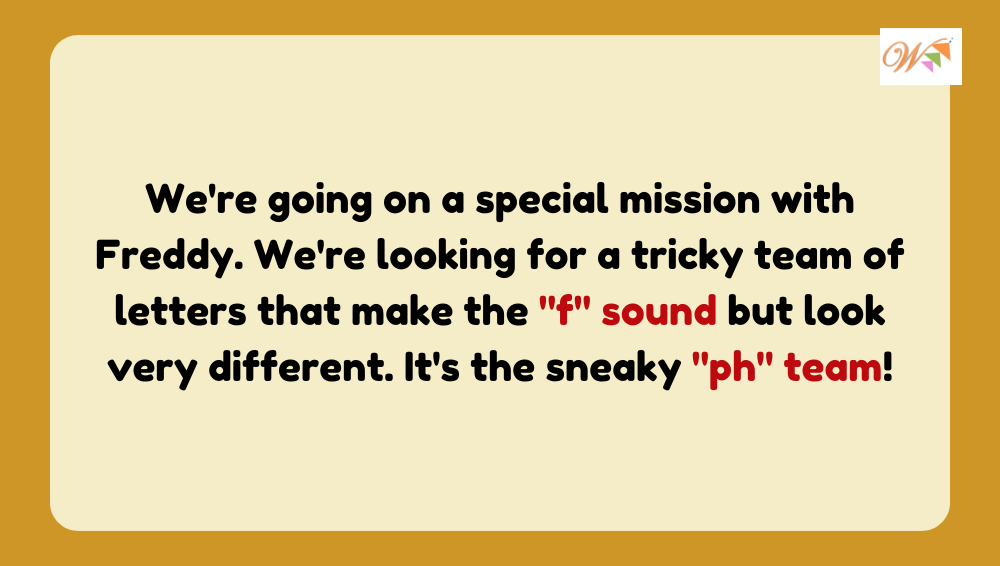 W
We're going on a special mission with
Freddy. We're looking for a tricky team of
letters that make the "f" sound but look
very different. It's the sneaky "ph" team!